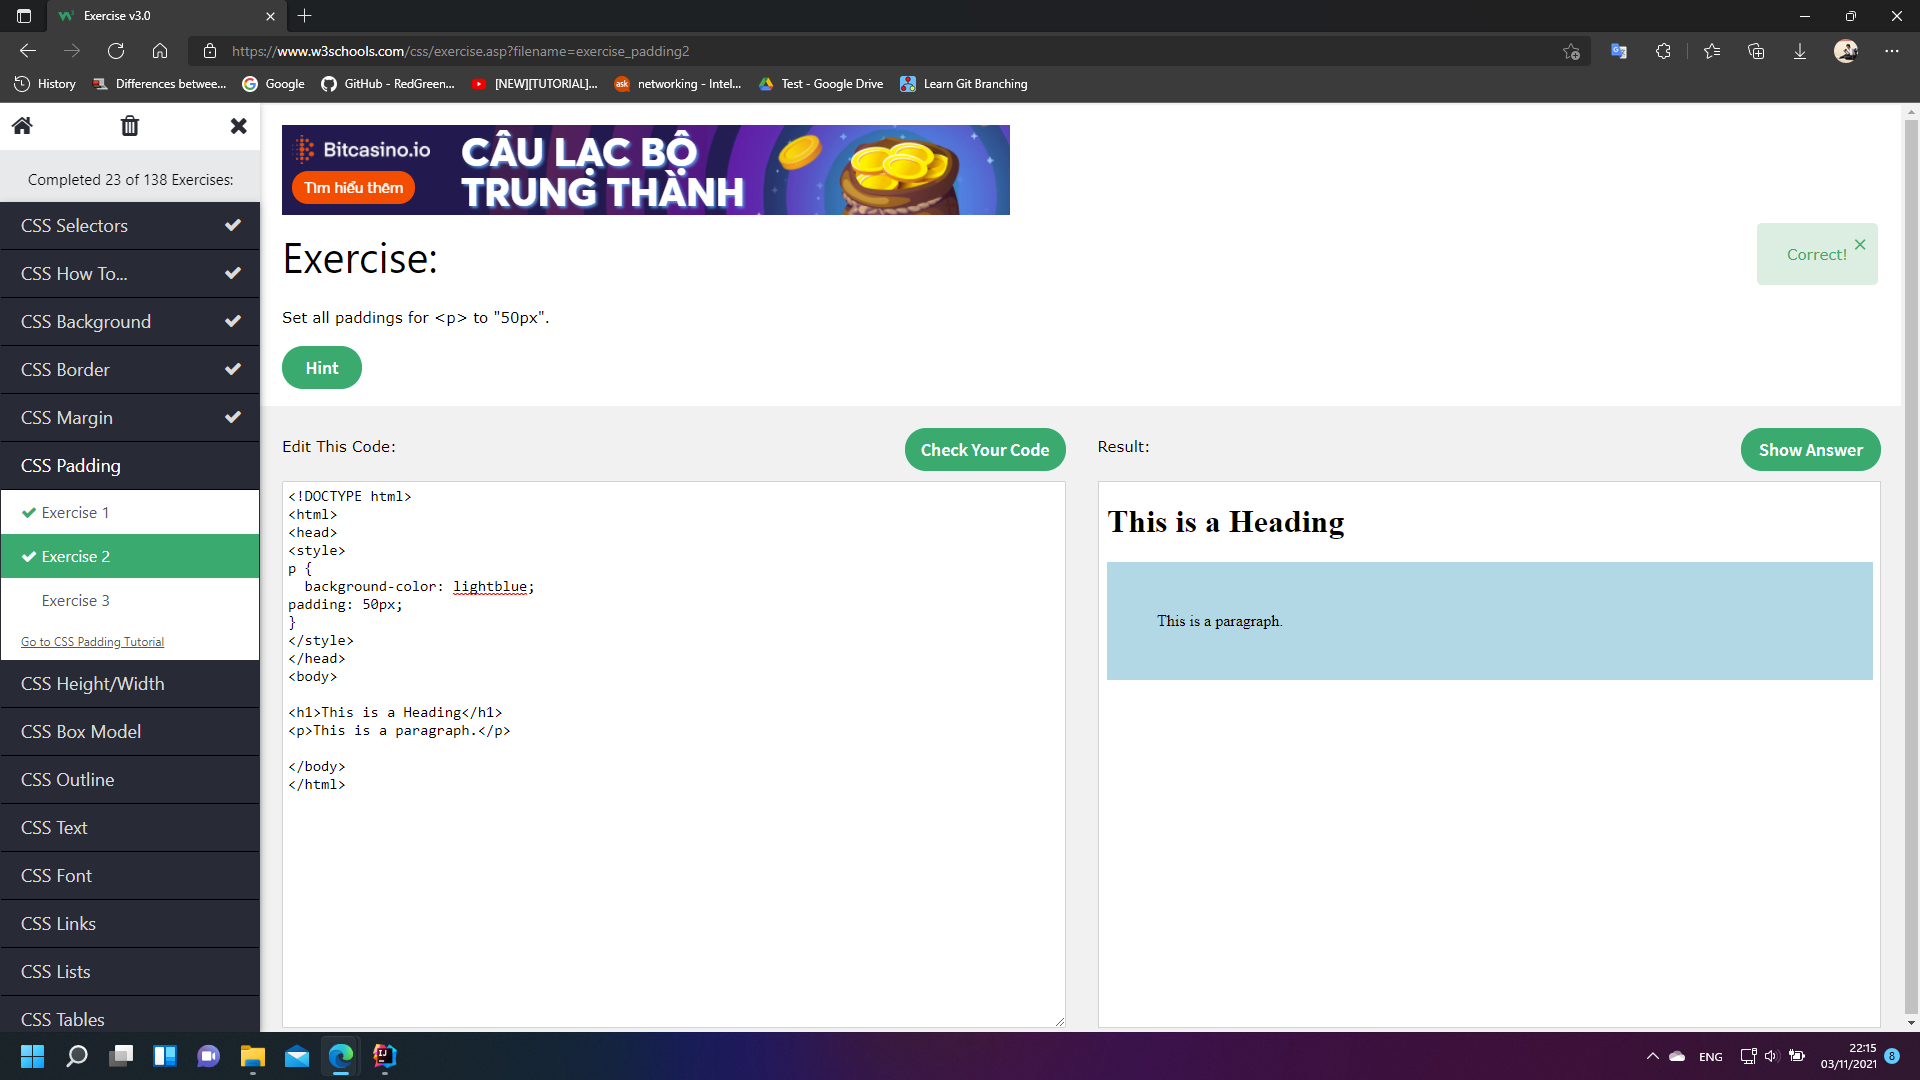 Exercise v3.0
https://www.w3schools.com/css/exercise.asp?filename=exercise_padding2
History
Differences betwee...
Google
GitHub - RedGreen...
[NEW][TUTORIAL]...
ask
networking - Intel...
Test - Google Drive
Learn Git Branching
Completed 23 of 138 Exercises:
CSS Selectors
CSS How To...
CSS Background
CSS Border
CSS Margin
CSS Padding
Exercise 1
Exercise 2
Exercise 3
Go to CSS Padding Tutorial
CSS Height/Width
CSS Box Model
CSS Outline
CSS Text
CSS Font
CSS Links
CSS Lists
CSS Tables
Bitcasino.io
Tìm hiểu thêm
CÂU LẠC BỘ
TRUNG THÀNH
Exercise:
Correct!
Set all paddings for <p> to "50px".
Hint
Edit This Code:
Check Your Code
<!DOCTYPE html>
<html>
<head>
<style>
p {
  background-color: lightblue;
padding: 50px;
}
</style>
</head>
<body>
<h1>This is a Heading</h1>
<p>This is a paragraph.</p>
</body>
</html>
Result:
Show Answer
This is a Heading
This is a paragraph.
IJ
ENG
22:15
03/11/2021
8